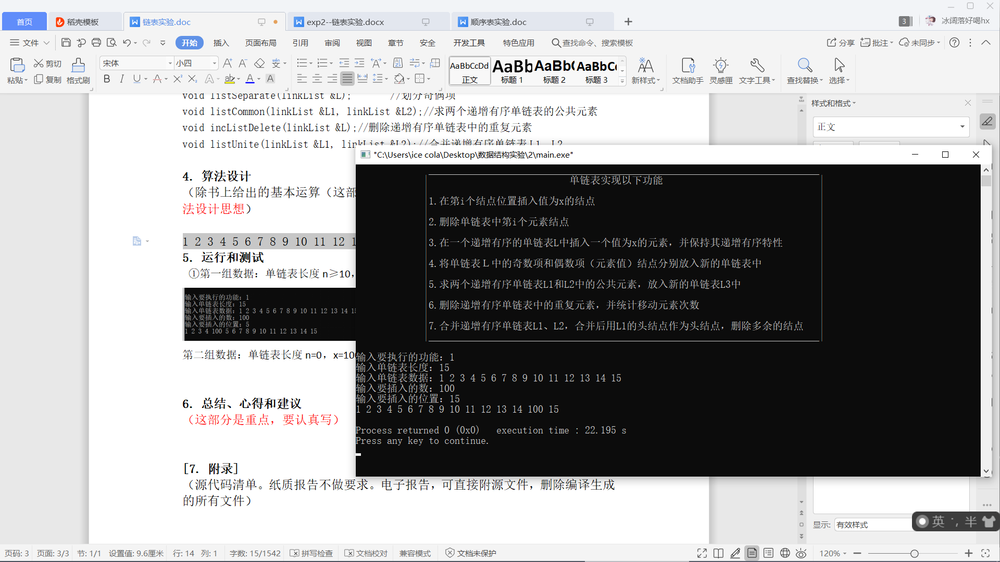 首页
稻壳模板
链表实验.doc
exp2--链表实验.docx
顺序表实验.doc
3
冰阔落好喝hx
文件
开始
插入
页面布局
引用
审阅
视图
章节
安全
开发工具
特色应用
查找命令、搜索模板
分享
批注
未同步
粘贴
剪切
复制
格式刷
宋体
小四
AaBbCcDd
正文
AaBb
标题 1
AaBb(
标题 2
AaBbC
标题 3
新样式
文档助手
灵感匣
文字工具
查找替换
选择
void listSeparate(linkList &L); //划分奇偶项
void listCommon(linkList &L1, linkList &L2);//求两个递增有序单链表的公共元素
void incListDelete(linkList &L);//删除递增有序单链表中的重复元素
void listUnite(linkList &L1, linkList &L2);//合并递增有序单链表 L1、L2
4. 算法设计
（除书上给出的基本运算（这部
法设计思想）
1 2 3 4 5 6 7 8 9 10 11 12 1
5. 运行和测试
①第一组数据：单链表长度 n≥10，
输入要执行的功能：1
输入单链表长度：15
输入单链表数据：1 2 3 4 5 6 7 8 9 10 11 12 13 14 15
输入要插入的数：100
输入要插入的位置：5
1 2 3 4 100 5 6 7 8 9 10 11 12 13 14 15
第二组数据：单链表长度 n=0，x=100
6. 总结、心得和建议
（这部分是重点，要认真写）
[7. 附录]
（源代码清单。纸质报告不做要求。电子报告，可直接附源文件，删除编译生成
的所有文件）
"C:\Users\ice cola\Desktop\数据结构实验\2\main.exe"
单链表实现以下功能
1.在第i个结点位置插入值为x的结点
2.删除单链表中第i个元素结点
3.在一个递增有序的单链表L中插入一个值为x的元素，并保持其递增有序特性
4.将单链表Ｌ中的奇数项和偶数项（元素值）结点分别放入新的单链表中
5.求两个递增有序单链表L1和L2中的公共元素，放入新的单链表L3中
6.删除递增有序单链表中的重复元素，并统计移动元素次数
7.合并递增有序单链表L1、L2，合并后用L1的头结点作为头结点，删除多余的结点
输入要执行的功能：1
输入单链表长度：15
输入单链表数据：1 2 3 4 5 6 7 8 9 10 11 12 13 14 15
输入要插入的数：100
输入要插入的位置：15
1 2 3 4 5 6 7 8 9 10 11 12 13 14 100 15
Process returned 0 (0x0)   execution time : 22.195 s
Press any key to continue.
样式和格式
正文
显示:
有效样式
英 半
页码: 3
页面: 3/3
节: 1/1
设置值: 9.6厘米
行: 14
列: 1
字数: 15/1542
拼写检查
文档校对
兼容模式
文档未保护
120%